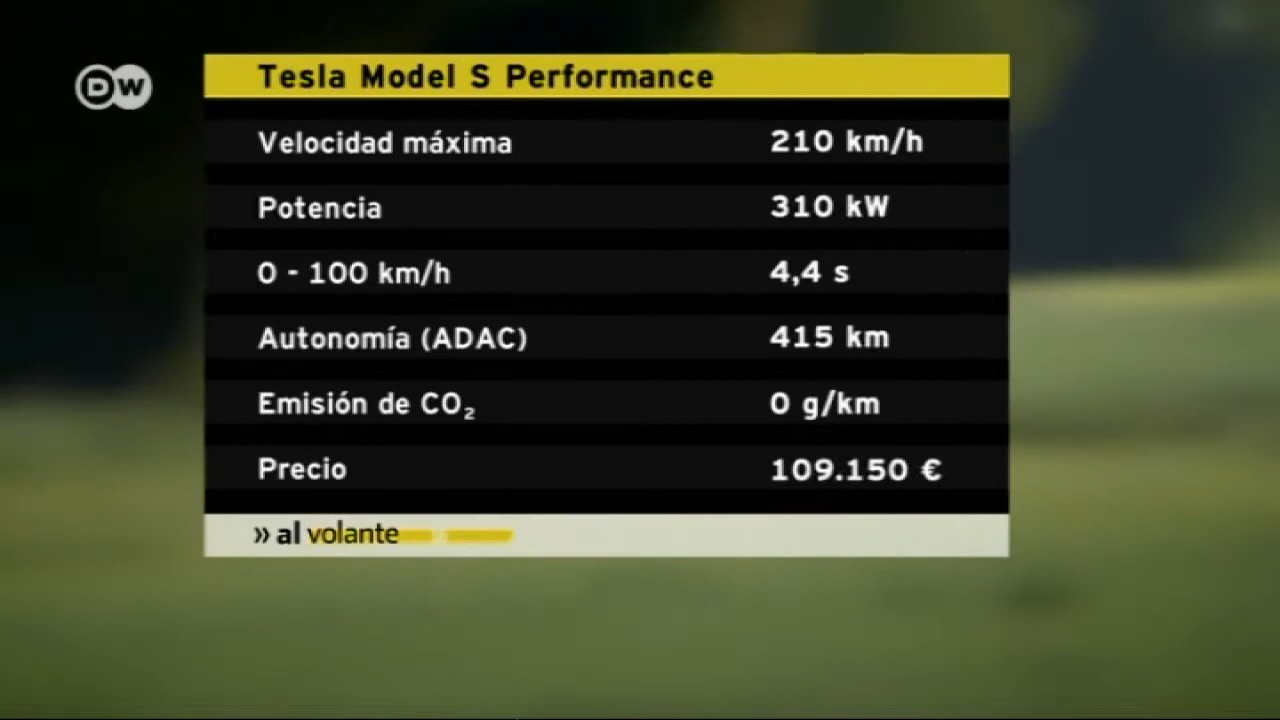 DW
Tesla Model S Performance
Velocidad máxima 210 km/h
Potencia 310 kW
0 - 100 km/h 4,4 s
Autonomía (ADAC) 415 km
Emisión de CO₂ 0 g/km
Precio 109.150 €
» al volante